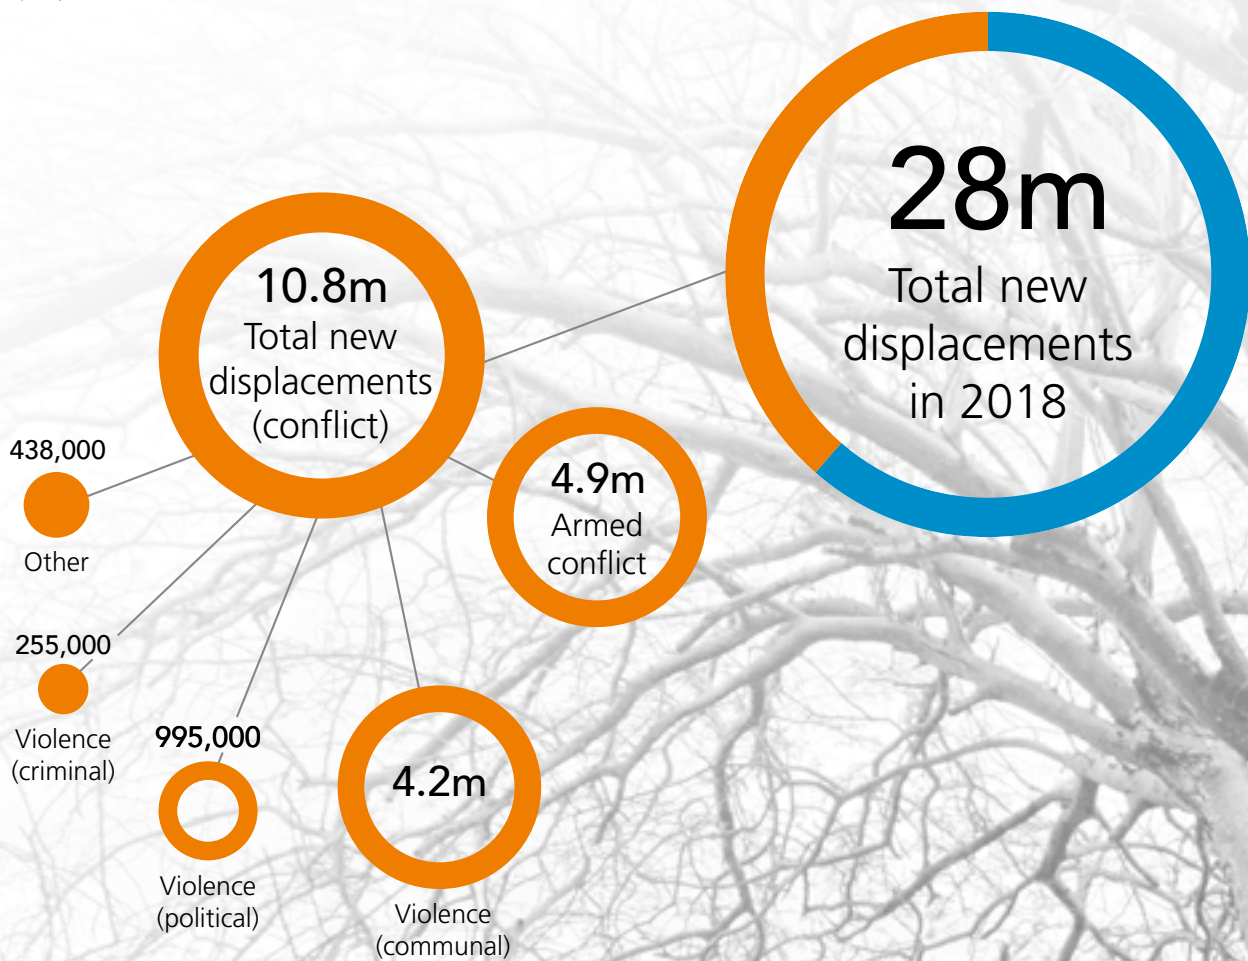 28m
Total new
displacements
in 2018
10.8m
Total new
displacements
(conflict)
4.9m
Armed
conflict
438,000
Other
255,000
Violence
(criminal)
995,000
Violence
(political)
4.2m
Violence
(communal)